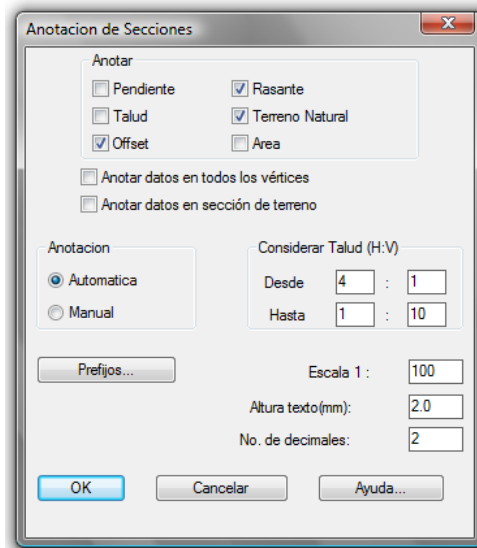 Anotacion de Secciones
Anotar
Pendiente Rasante
Talud Terreno Natural
Offset Area
Anotar datos en todos los vértices
Anotar datos en sección de terreno
Anotacion Considerar Talud (H:V)
Automatica Desde 4 : 1
Manual Hasta 1 : 10
Prefijos... Escala 1 : 100
Altura texto(mm): 2.0
No. de decimales: 2
OK Cancelar Ayuda...